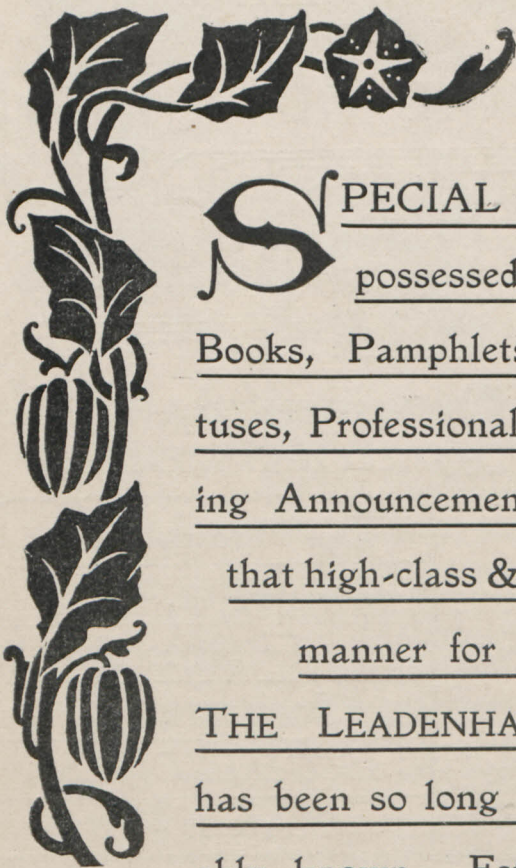 SPECIAL
possessed
Books, Pamphlets
tuses, Professional
ing Announcemen
that high-class &
manner for
THE LEADENHA
has been so long